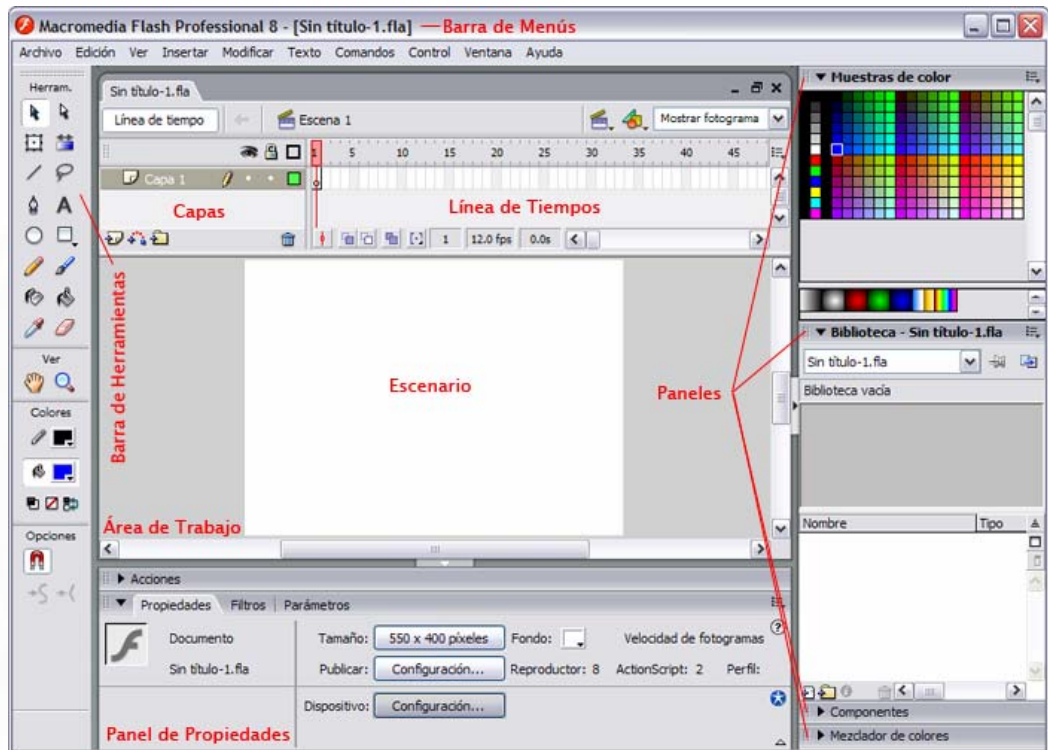 Macromedia Flash Professional 8 - [Sin título-1.fla] Barra de Menús
Archivo Edición Ver Insertar Modificar Texto Comandos Control Ventana Ayuda
Herram.
Ver
Colores
Opciones
Barra de Herramientas
Sin título-1.fla
Línea de tiempo
Escena 1
Mostrar fotograma
1 5 10 15 20 25 30 35 40 45
Capa 1
Capas
Línea de Tiempos
1 12.0 fps 0.0s
Escenario
Área de Trabajo
Acciones
Propiedades Filtros Parámetros
Documento
Sin título-1.fla
Tamaño: 550 x 400 píxeles Fondo: Velocidad de fotogramas
Publicar: Configuración... Reproductor: 8 ActionScript: 2 Perfil:
Dispositivo: Configuración...
Panel de Propiedades
Muestras de color
Paneles
Biblioteca - Sin título-1.fla
Sin título-1.fla
Biblioteca vacía
Nombre Tipo
Componentes
Mezclador de colores